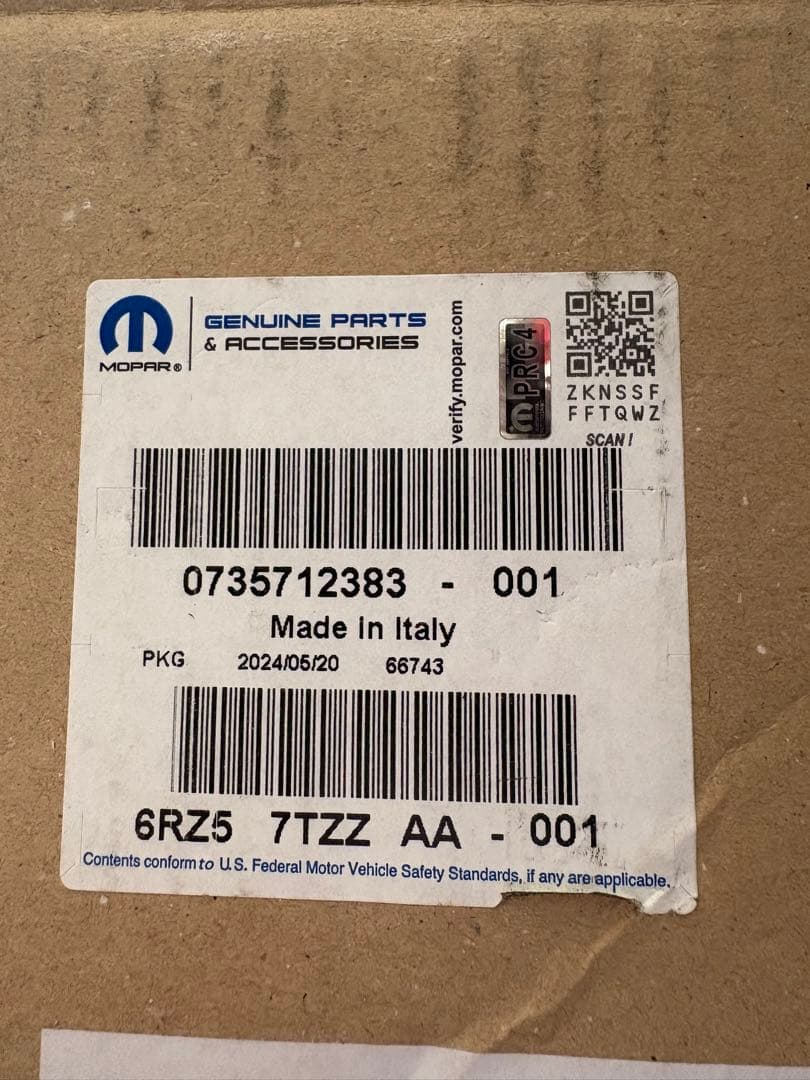 MOPAR®
GENUINE PARTS
& ACCESSORIES
verify.mopar.com
PRC4
ZKNSSF
FFTQWZ
SCAN!
0735712383 - 001
Made in Italy
PKG 2024/05/20 66743
6RZ5 7TZZ AA - 001
Contents conform to U.S. Federal Motor Vehicle Safety Standards, if any are applicable.